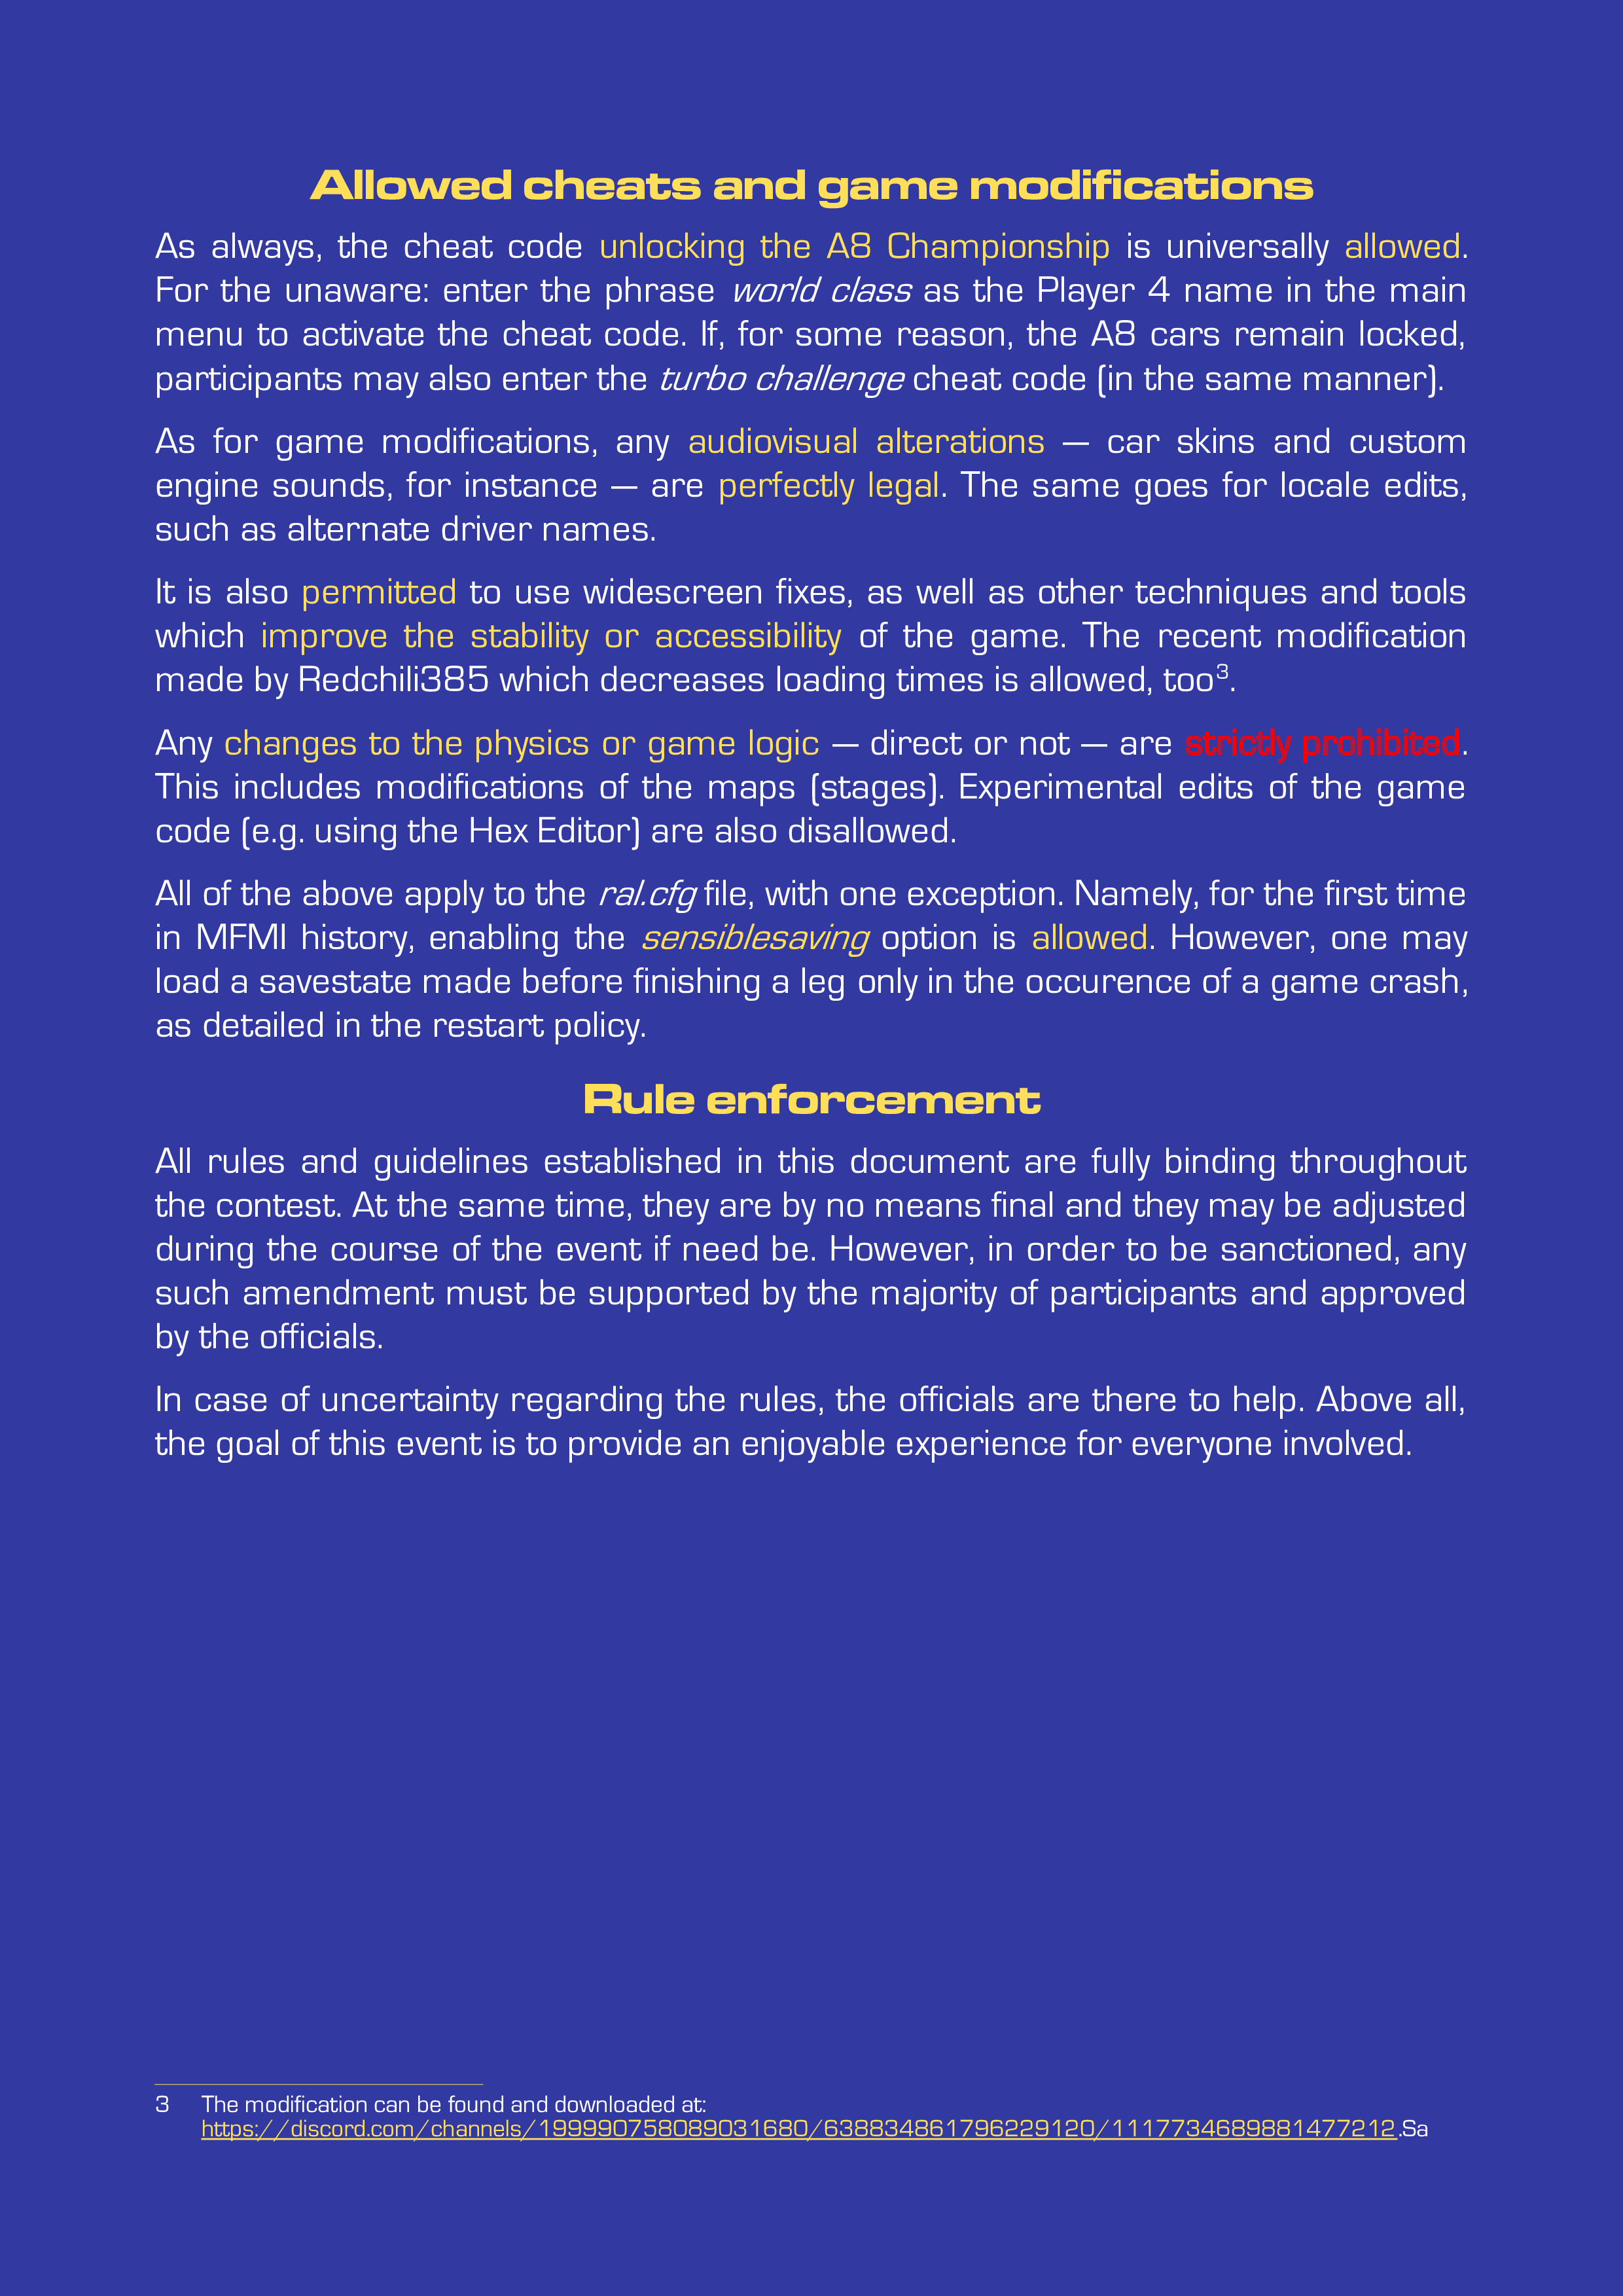 Allowed cheats and game modifications
As always, the cheat code unlocking the A8 Championship is universally allowed.
For the unaware: enter the phrase world class as the Player 4 name in the main
menu to activate the cheat code. If, for some reason, the A8 cars remain locked,
participants may also enter the turbo challenge cheat code (in the same manner).
As for game modifications, any audiovisual alterations — car skins and custom
engine sounds, for instance — are perfectly legal. The same goes for locale edits,
such as alternate driver names.
It is also permitted to use widescreen fixes, as well as other techniques and tools
which improve the stability or accessibility of the game. The recent modification
made by Redchili385 which decreases loading times is allowed, too³.
Any changes to the physics or game logic — direct or not — are strictly prohibited.
This includes modifications of the maps (stages). Experimental edits of the game
code (e.g. using the Hex Editor) are also disallowed.
All of the above apply to the ral.cfg file, with one exception. Namely, for the first time
in MFMI history, enabling the sensiblesaving option is allowed. However, one may
load a savestate made before finishing a leg only in the occurence of a game crash,
as detailed in the restart policy.
Rule enforcement
All rules and guidelines established in this document are fully binding throughout
the contest. At the same time, they are by no means final and they may be adjusted
during the course of the event if need be. However, in order to be sanctioned, any
such amendment must be supported by the majority of participants and approved
by the officials.
In case of uncertainty regarding the rules, the officials are there to help. Above all,
the goal of this event is to provide an enjoyable experience for everyone involved.
3 The modification can be found and downloaded at:
https://discord.com/channels/199990758089031680/638834861796229120/1117734689881477212.Sa